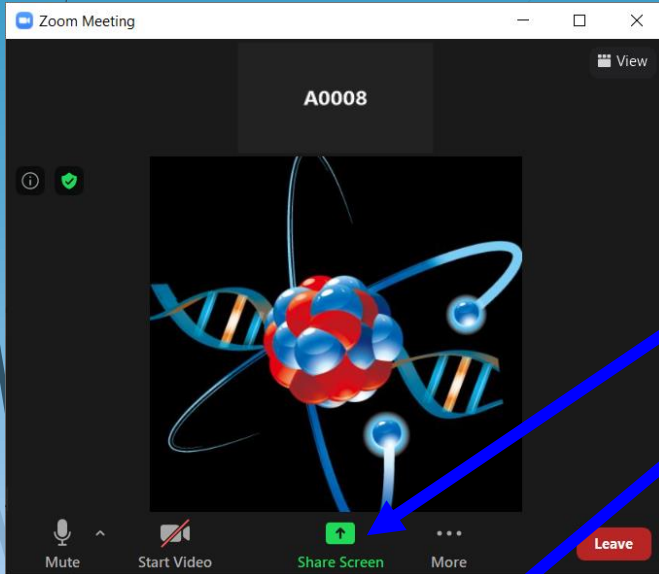 Zoom Meeting
A0008
View
Mute
Start Video
Share Screen
More
Leave